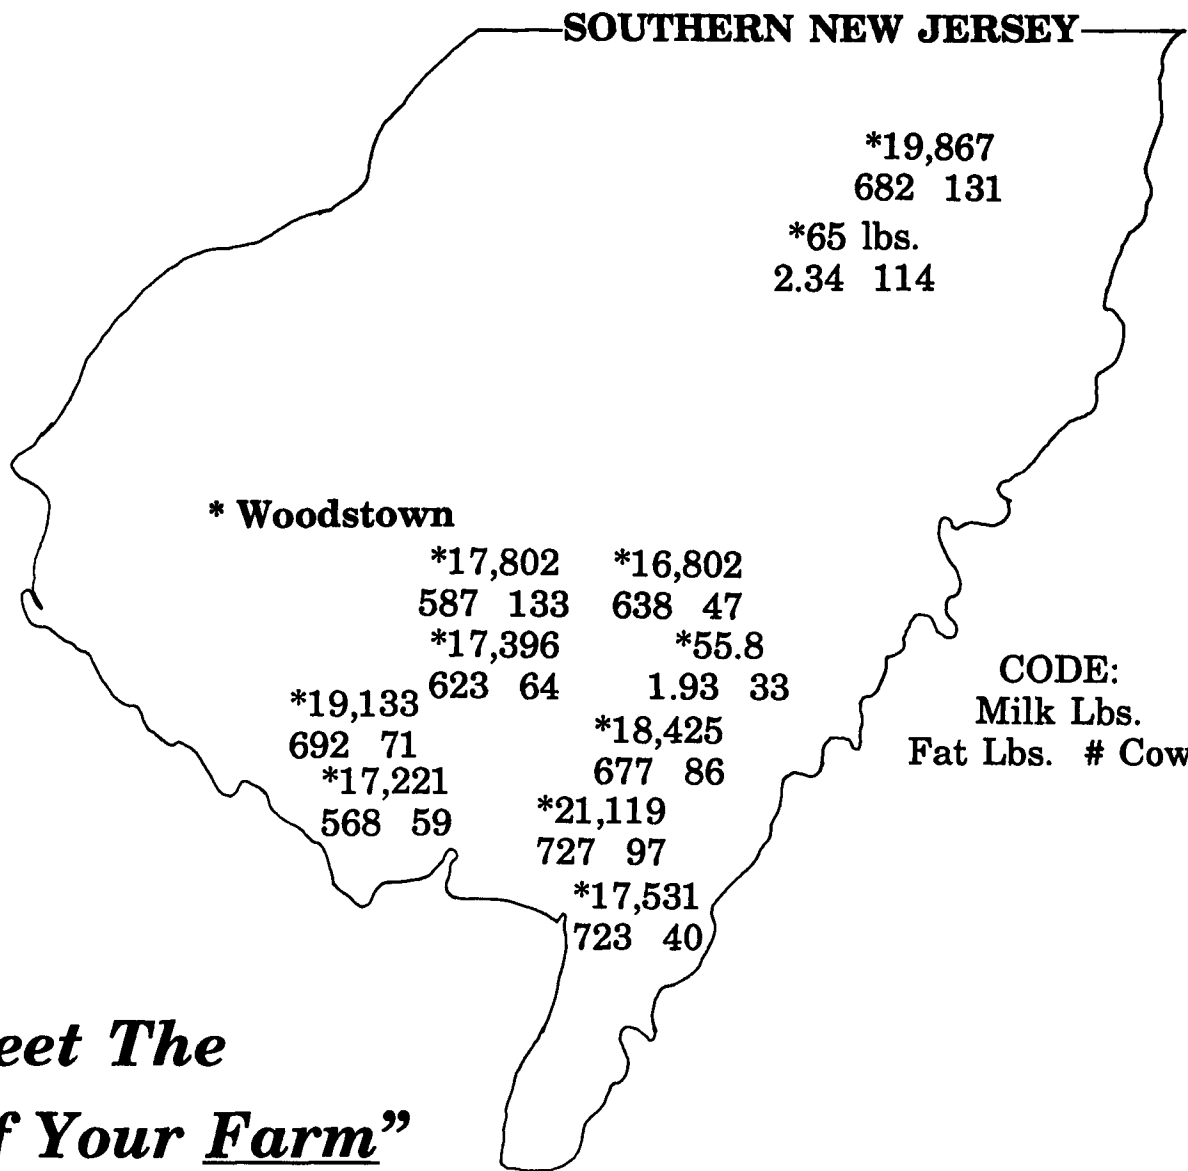 SOUTHERN NEW JERSEY
*19,867
682 131
*65 lbs.
2.34 114
* Woodstown
*17,802
587 133
*16,802
638 47
*17,396
623 64
*55.8
1.93 33
*19,133
692 71
*18,425
677 86
*17,221
568 59
*21,119
727 97
*17,531
723 40
CODE:
Milk Lbs.
Fat Lbs. # Cow
eet The
f Your Farm”